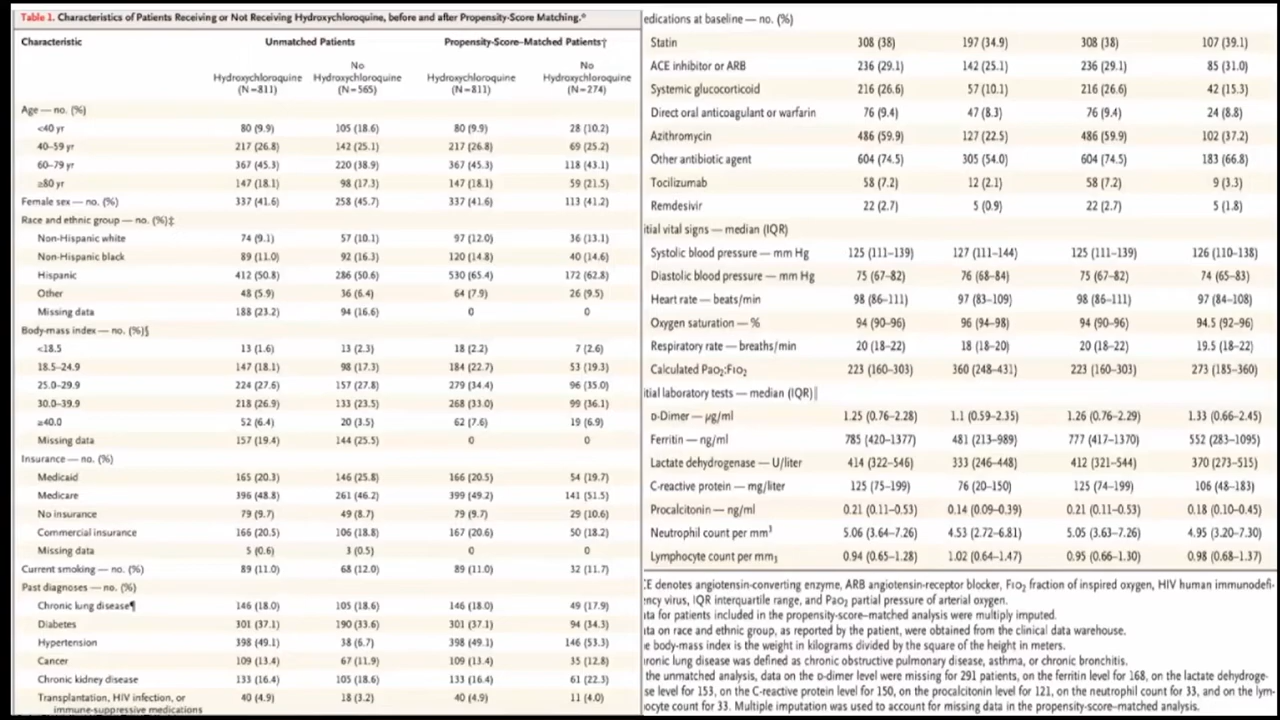 Table 1. Characteristics of Patients Receiving or Not Receiving Hydroxychloroquine, before and after Propensity-Score Matching.*
Characteristic Unmatched Patients Propensity-Score–Matched Patients†
Hydroxychloroquine (N=811) No Hydroxychloroquine (N=565) Hydroxychloroquine (N=811) No Hydroxychloroquine (N=274)
Age — no. (%)
<40 yr 80 (9.9) 105 (18.6) 80 (9.9) 28 (10.2)
40–59 yr 217 (26.8) 142 (25.1) 217 (26.8) 69 (25.2)
60–79 yr 367 (45.3) 220 (38.9) 367 (45.3) 118 (43.1)
≥80 yr 147 (18.1) 98 (17.3) 147 (18.1) 59 (21.5)
Female sex — no. (%) 337 (41.6) 258 (45.7) 337 (41.6) 113 (41.2)
Race and ethnic group — no. (%)‡
Non-Hispanic white 74 (9.1) 57 (10.1) 97 (12.0) 36 (13.1)
Non-Hispanic black 89 (11.0) 92 (16.3) 120 (14.8) 40 (14.6)
Hispanic 412 (50.8) 286 (50.6) 530 (65.4) 172 (62.8)
Other 48 (5.9) 36 (6.4) 64 (7.9) 26 (9.5)
Missing data 188 (23.2) 94 (16.6) 0 0
Body-mass index — no. (%)§
<18.5 13 (1.6) 13 (2.3) 18 (2.2) 7 (2.6)
18.5–24.9 147 (18.1) 98 (17.3) 184 (22.7) 53 (19.3)
25.0–29.9 224 (27.6) 157 (27.8) 279 (34.4) 96 (35.0)
30.0–39.9 218 (26.9) 133 (23.5) 268 (33.0) 99 (36.1)
≥40.0 52 (6.4) 20 (3.5) 62 (7.6) 19 (6.9)
Missing data 157 (19.4) 144 (25.5) 0 0
Insurance — no. (%)
Medicaid 165 (20.3) 146 (25.8) 166 (20.5) 54 (19.7)
Medicare 396 (48.8) 261 (46.2) 399 (49.2) 141 (51.5)
No insurance 79 (9.7) 49 (8.7) 79 (9.7) 29 (10.6)
Commercial insurance 166 (20.5) 106 (18.8) 167 (20.6) 50 (18.2)
Missing data 5 (0.6) 3 (0.5) 0 0
Current smoking — no. (%) 89 (11.0) 68 (12.0) 89 (11.0) 32 (11.7)
Past diagnoses — no. (%)
Chronic lung disease¶ 146 (18.0) 105 (18.6) 146 (18.0) 49 (17.9)
Diabetes 301 (37.1) 190 (33.6) 301 (37.1) 94 (34.3)
Hypertension 398 (49.1) 38 (6.7) 398 (49.1) 146 (53.3)
Cancer 109 (13.4) 67 (11.9) 109 (13.4) 35 (12.8)
Chronic kidney disease 133 (16.4) 105 (18.6) 133 (16.4) 61 (22.3)
Transplantation, HIV infection, or 40 (4.9) 18 (3.2) 40 (4.9) 11 (4.0)
immune-suppressive medications
edications at baseline — no. (%)
Statin 308 (38) 197 (34.9) 308 (38) 107 (39.1)
ACE inhibitor or ARB 236 (29.1) 142 (25.1) 236 (29.1) 85 (31.0)
Systemic glucocorticoid 216 (26.6) 57 (10.1) 216 (26.6) 42 (15.3)
Direct oral anticoagulant or warfarin 76 (9.4) 47 (8.3) 76 (9.4) 24 (8.8)
Azithromycin 486 (59.9) 127 (22.5) 486 (59.9) 102 (37.2)
Other antibiotic agent 604 (74.5) 305 (54.0) 604 (74.5) 183 (66.8)
Tocilizumab 58 (7.2) 12 (2.1) 58 (7.2) 9 (3.3)
Remdesivir 22 (2.7) 5 (0.9) 22 (2.7) 5 (1.8)
itial vital signs — median (IQR)
Systolic blood pressure — mm Hg 125 (111–139) 127 (111–144) 125 (111–139) 126 (110–138)
Diastolic blood pressure — mm Hg 75 (67–82) 76 (68–84) 75 (67–82) 74 (65–83)
Heart rate — beats/min 98 (86–111) 97 (83–109) 98 (86–111) 97 (84–108)
Oxygen saturation — % 94 (90–96) 96 (94–98) 94 (90–96) 94.5 (92–96)
Respiratory rate — breaths/min 20 (18–22) 18 (18–20) 20 (18–22) 19.5 (18–22)
Calculated Pao₂:Fio₂ 223 (160–303) 360 (248–431) 223 (160–303) 273 (185–360)
itial laboratory tests — median (IQR)‖
D-Dimer — μg/ml 1.25 (0.76–2.28) 1.1 (0.59–2.35) 1.26 (0.76–2.29) 1.33 (0.66–2.45)
Ferritin — ng/ml 785 (420–1377) 481 (213–989) 777 (417–1370) 552 (283–1095)
Lactate dehydrogenase — U/liter 414 (322–546) 333 (246–448) 412 (321–544) 370 (273–515)
C-reactive protein — mg/liter 125 (75–199) 76 (20–150) 125 (74–199) 106 (48–183)
Procalcitonin — ng/ml 0.21 (0.11–0.53) 0.14 (0.09–0.39) 0.21 (0.11–0.53) 0.18 (0.10–0.45)
Neutrophil count per mm³ 5.06 (3.64–7.26) 4.53 (2.72–6.81) 5.05 (3.63–7.26) 4.95 (3.20–7.30)
Lymphocyte count per mm₃ 0.94 (0.65–1.28) 1.02 (0.64–1.47) 0.95 (0.66–1.30) 0.98 (0.68–1.37)
CE denotes angiotensin-converting enzyme, ARB angiotensin-receptor blocker, Fio₂ fraction of inspired oxygen, HIV human immunodefi-
ncy virus, IQR interquartile range, and Pao₂ partial pressure of arterial oxygen.
ata for patients included in the propensity-score–matched analysis were multiply imputed.
ata on race and ethnic group, as reported by the patient, were obtained from the clinical data warehouse.
e body-mass index is the weight in kilograms divided by the square of the height in meters.
ronic lung disease was defined as chronic obstructive pulmonary disease, asthma, or chronic bronchitis.
the unmatched analysis, data on the D-dimer level were missing for 291 patients, on the ferritin level for 168, on the lactate dehydroge-
se level for 153, on the C-reactive protein level for 150, on the procalcitonin level for 121, on the neutrophil count for 33, and on the lym-
ocyte count for 33. Multiple imputation was used to account for missing data in the propensity-score–matched analysis.